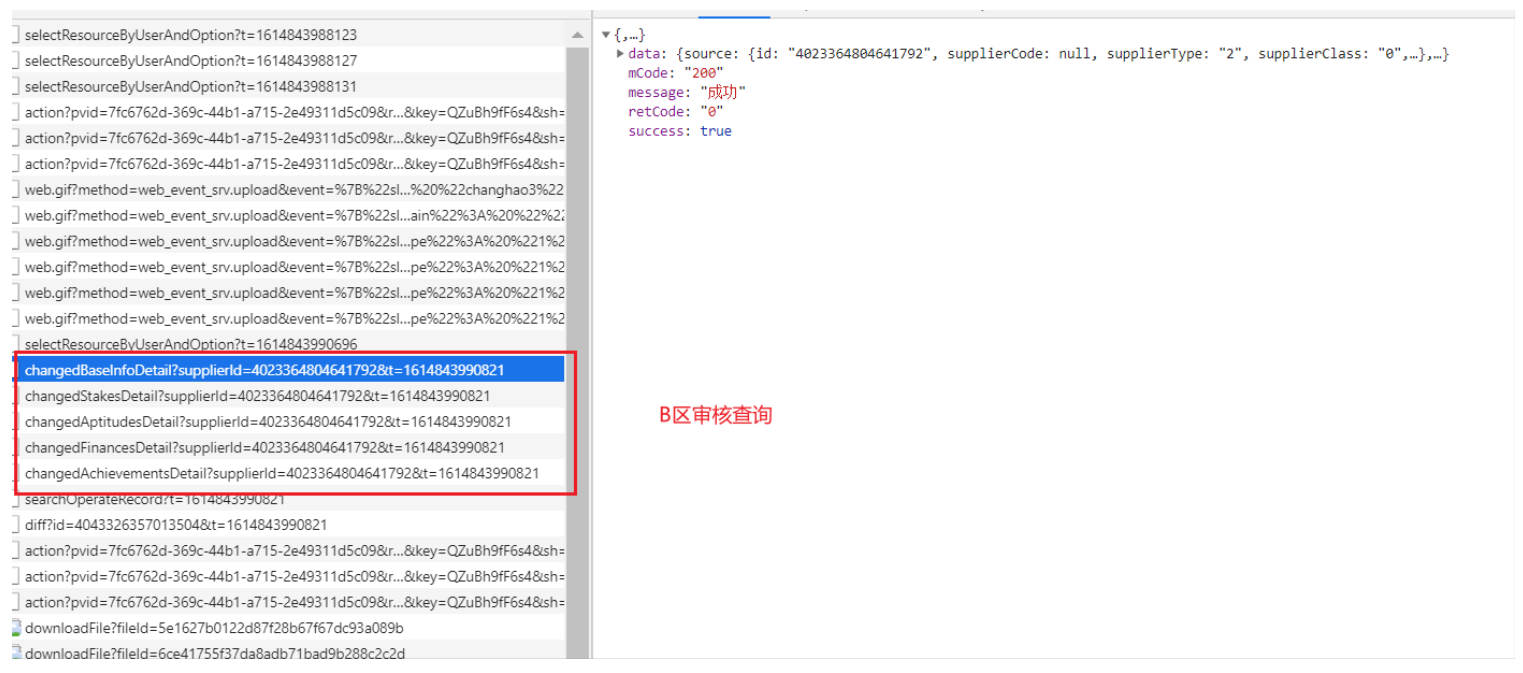 selectResourceByUserAndOption?t=1614843988123
selectResourceByUserAndOption?t=1614843988127
selectResourceByUserAndOption?t=1614843988131
action?pvid=7fc6762d-369c-44b1-a715-2e49311d5c09&r...&key=QZuBh9fF6s4&sh=
action?pvid=7fc6762d-369c-44b1-a715-2e49311d5c09&r...&key=QZuBh9fF6s4&sh=
action?pvid=7fc6762d-369c-44b1-a715-2e49311d5c09&r...&key=QZuBh9fF6s4&sh=
web.gif?method=web_event_srv.upload&event=%7B%22sl...%20%22changhao3%22
web.gif?method=web_event_srv.upload&event=%7B%22sl...ain%22%3A%20%22%22
web.gif?method=web_event_srv.upload&event=%7B%22sl...pe%22%3A%20%221%2
web.gif?method=web_event_srv.upload&event=%7B%22sl...pe%22%3A%20%221%2
web.gif?method=web_event_srv.upload&event=%7B%22sl...pe%22%3A%20%221%2
web.gif?method=web_event_srv.upload&event=%7B%22sl...pe%22%3A%20%221%2
selectResourceByUserAndOption?t=1614843990696
changedBaseInfoDetail?supplierId=4023364804641792&t=1614843990821
changedStakesDetail?supplierId=4023364804641792&t=1614843990821
changedAptitudesDetail?supplierId=4023364804641792&t=1614843990821
changedFinancesDetail?supplierId=4023364804641792&t=1614843990821
changedAchievementsDetail?supplierId=4023364804641792&t=1614843990821
searchOperateRecord?t=1614843990821
diff?id=4043326357013504&t=1614843990821
action?pvid=7fc6762d-369c-44b1-a715-2e49311d5c09&r...&key=QZuBh9fF6s4&sh=
action?pvid=7fc6762d-369c-44b1-a715-2e49311d5c09&r...&key=QZuBh9fF6s4&sh=
action?pvid=7fc6762d-369c-44b1-a715-2e49311d5c09&r...&key=QZuBh9fF6s4&sh=
downloadFile?fileId=5e1627b0122d87f28b67f67dc93a089b
downloadFile?fileId=6ce41755f37da8adb71bad9b288c2c2d
▼{,…}
▶data: {source: {id: "4023364804641792", supplierCode: null, supplierType: "2", supplierClass: "0",…},…}
mCode: "200"
message: "成功"
retCode: "0"
success: true
B区审核查询